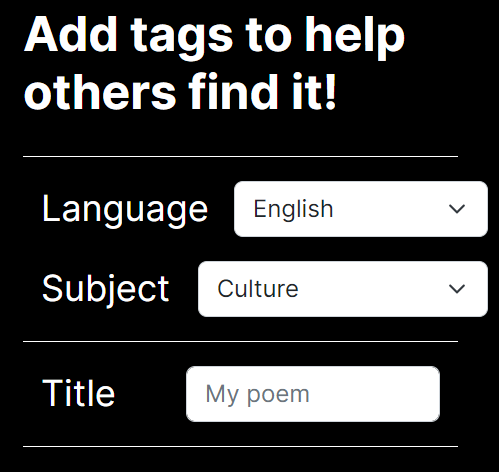 Add tags to help
others find it!
Language English
Subject Culture
Title My poem